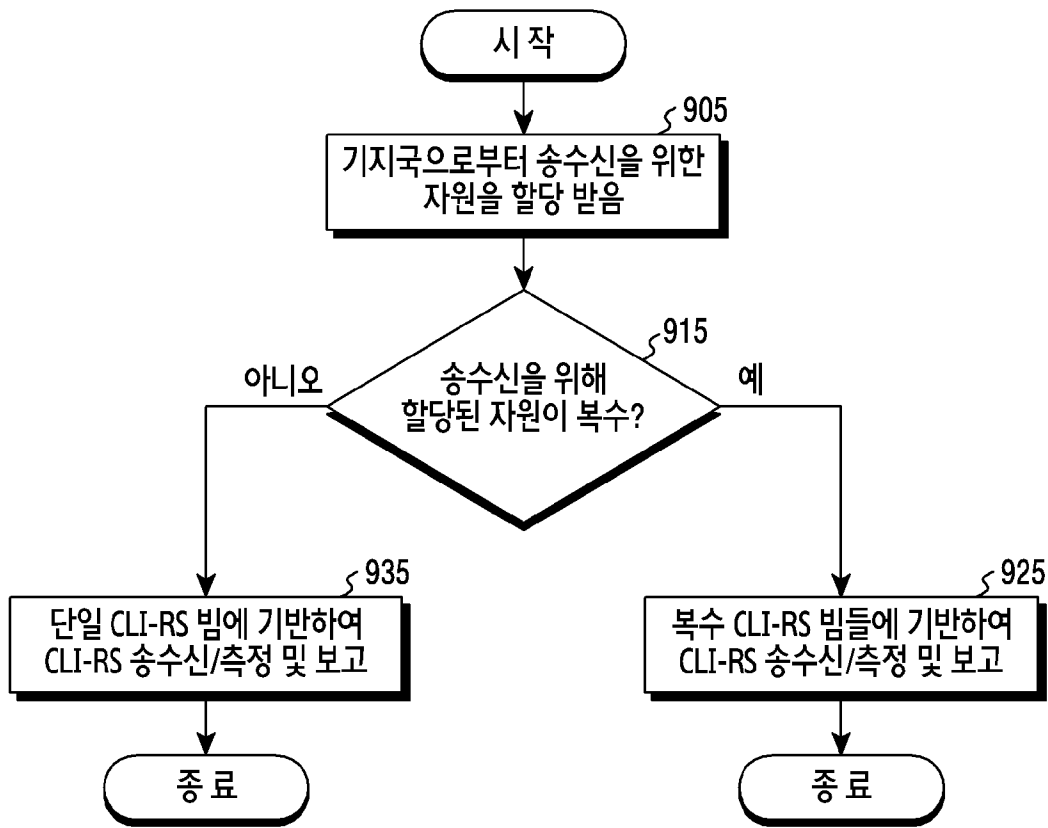 시 작
905
기지국으로부터 송수신을 위한
자원을 할당 받음
915
송수신을 위해
할당된 자원이 복수?
아니오
예
935
단일 CLI-RS 빔에 기반하여
CLI-RS 송수신/측정 및 보고
925
복수 CLI-RS 빔들에 기반하여
CLI-RS 송수신/측정 및 보고
종 료
종 료